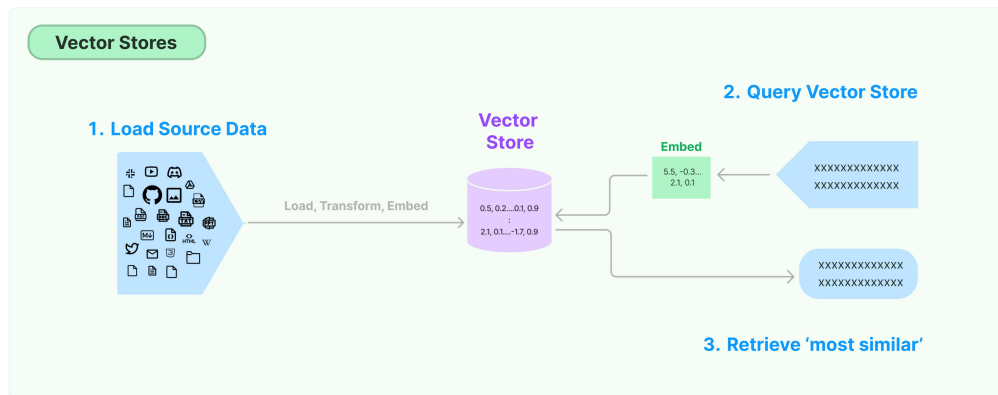 Vector Stores
2. Query Vector Store
1. Load Source Data
Vector
Store
Embed
5.5, -0.3...
2.1, 0.1
XXXXXXXXXXXXX
XXXXXXXXXXXXX
Load, Transform, Embed
0.5, 0.2....0.1, 0.9
:
2.1, 0.1....-1.7, 0.9
<>
HTML
W
XXXXXXXXXXXXX
XXXXXXXXXXXXX
3. Retrieve ‘most similar’